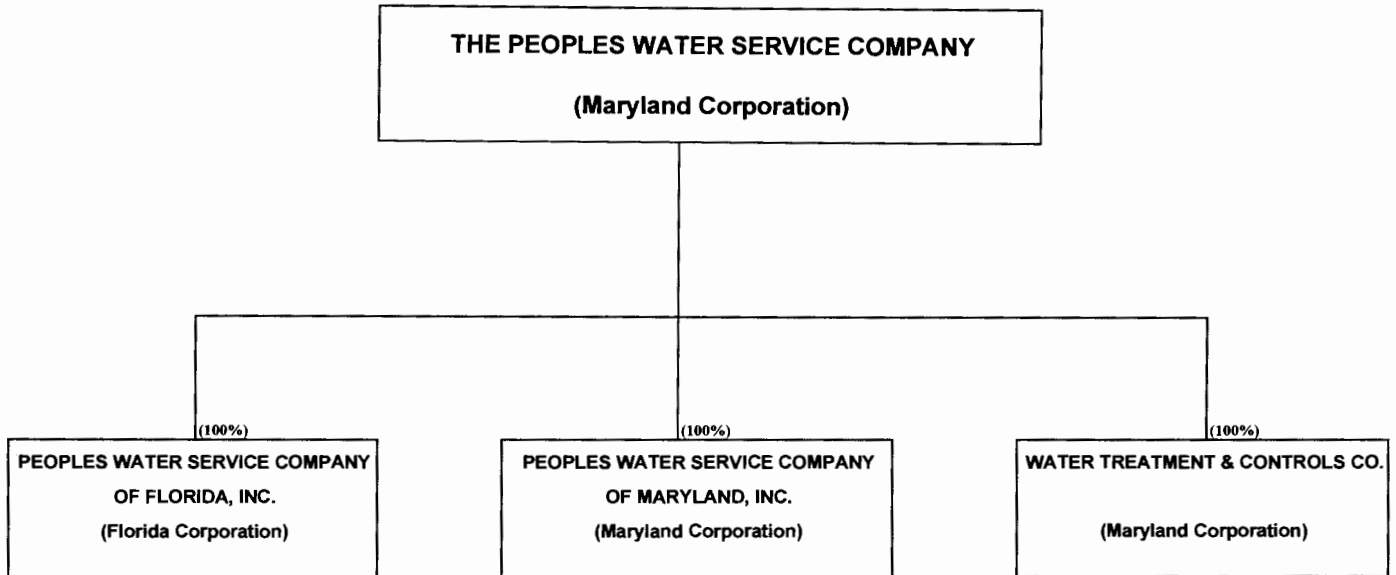 THE PEOPLES WATER SERVICE COMPANY
(Maryland Corporation)
(100%)
PEOPLES WATER SERVICE COMPANY
OF FLORIDA, INC.
(Florida Corporation)
(100%)
PEOPLES WATER SERVICE COMPANY
OF MARYLAND, INC.
(Maryland Corporation)
(100%)
WATER TREATMENT & CONTROLS CO.
(Maryland Corporation)